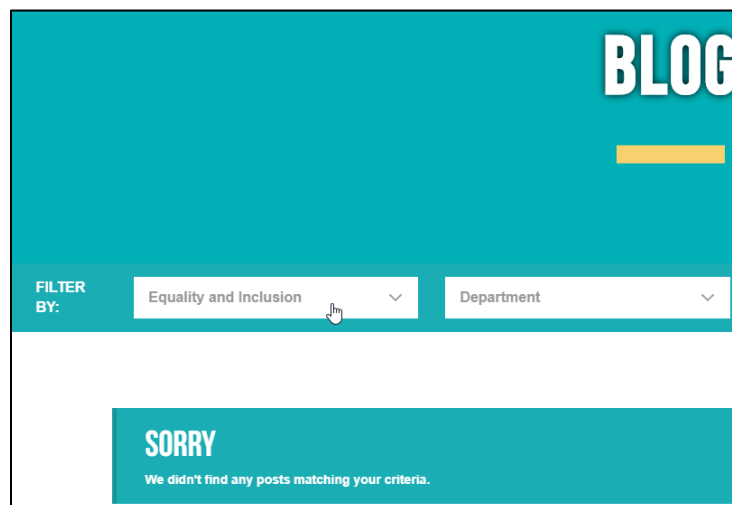 BLOG
FILTER
BY:
Equality and Inclusion
Department
SORRY
We didn't find any posts matching your criteria.